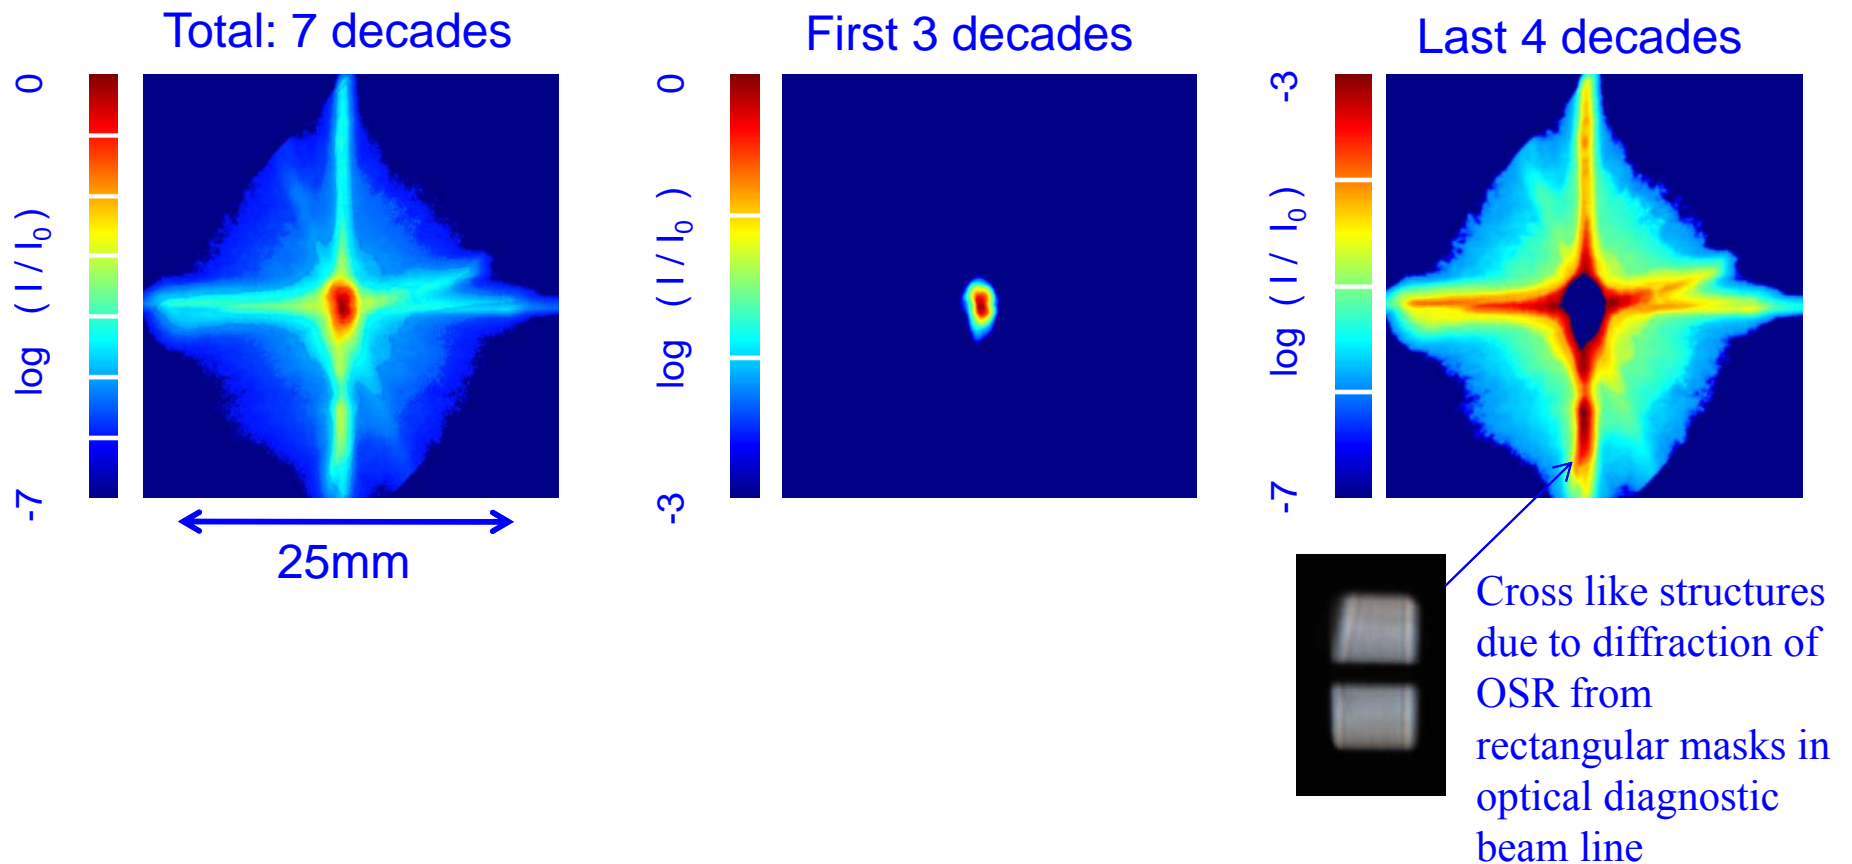 Total: 7 decades
First 3 decades
Last 4 decades
0
log ( I / I₀ )
-7
25mm
0
log ( I / I₀ )
-3
-3
log ( I / I₀ )
-7
Cross like structures
due to diffraction of
OSR from
rectangular masks in
optical diagnostic
beam line